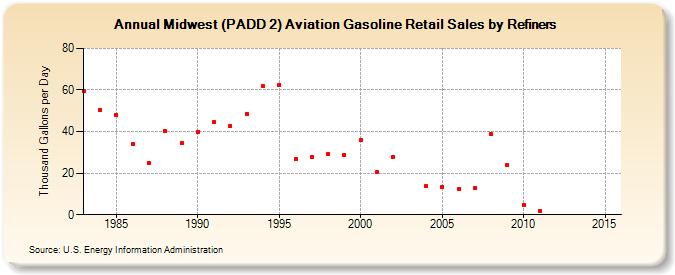 Annual Midwest (PADD 2) Aviation Gasoline Retail Sales by Refiners
Thousand Gallons per Day
80
60
40
20
0
1985 1990 1995 2000 2005 2010 2015
Source: U.S. Energy Information Administration